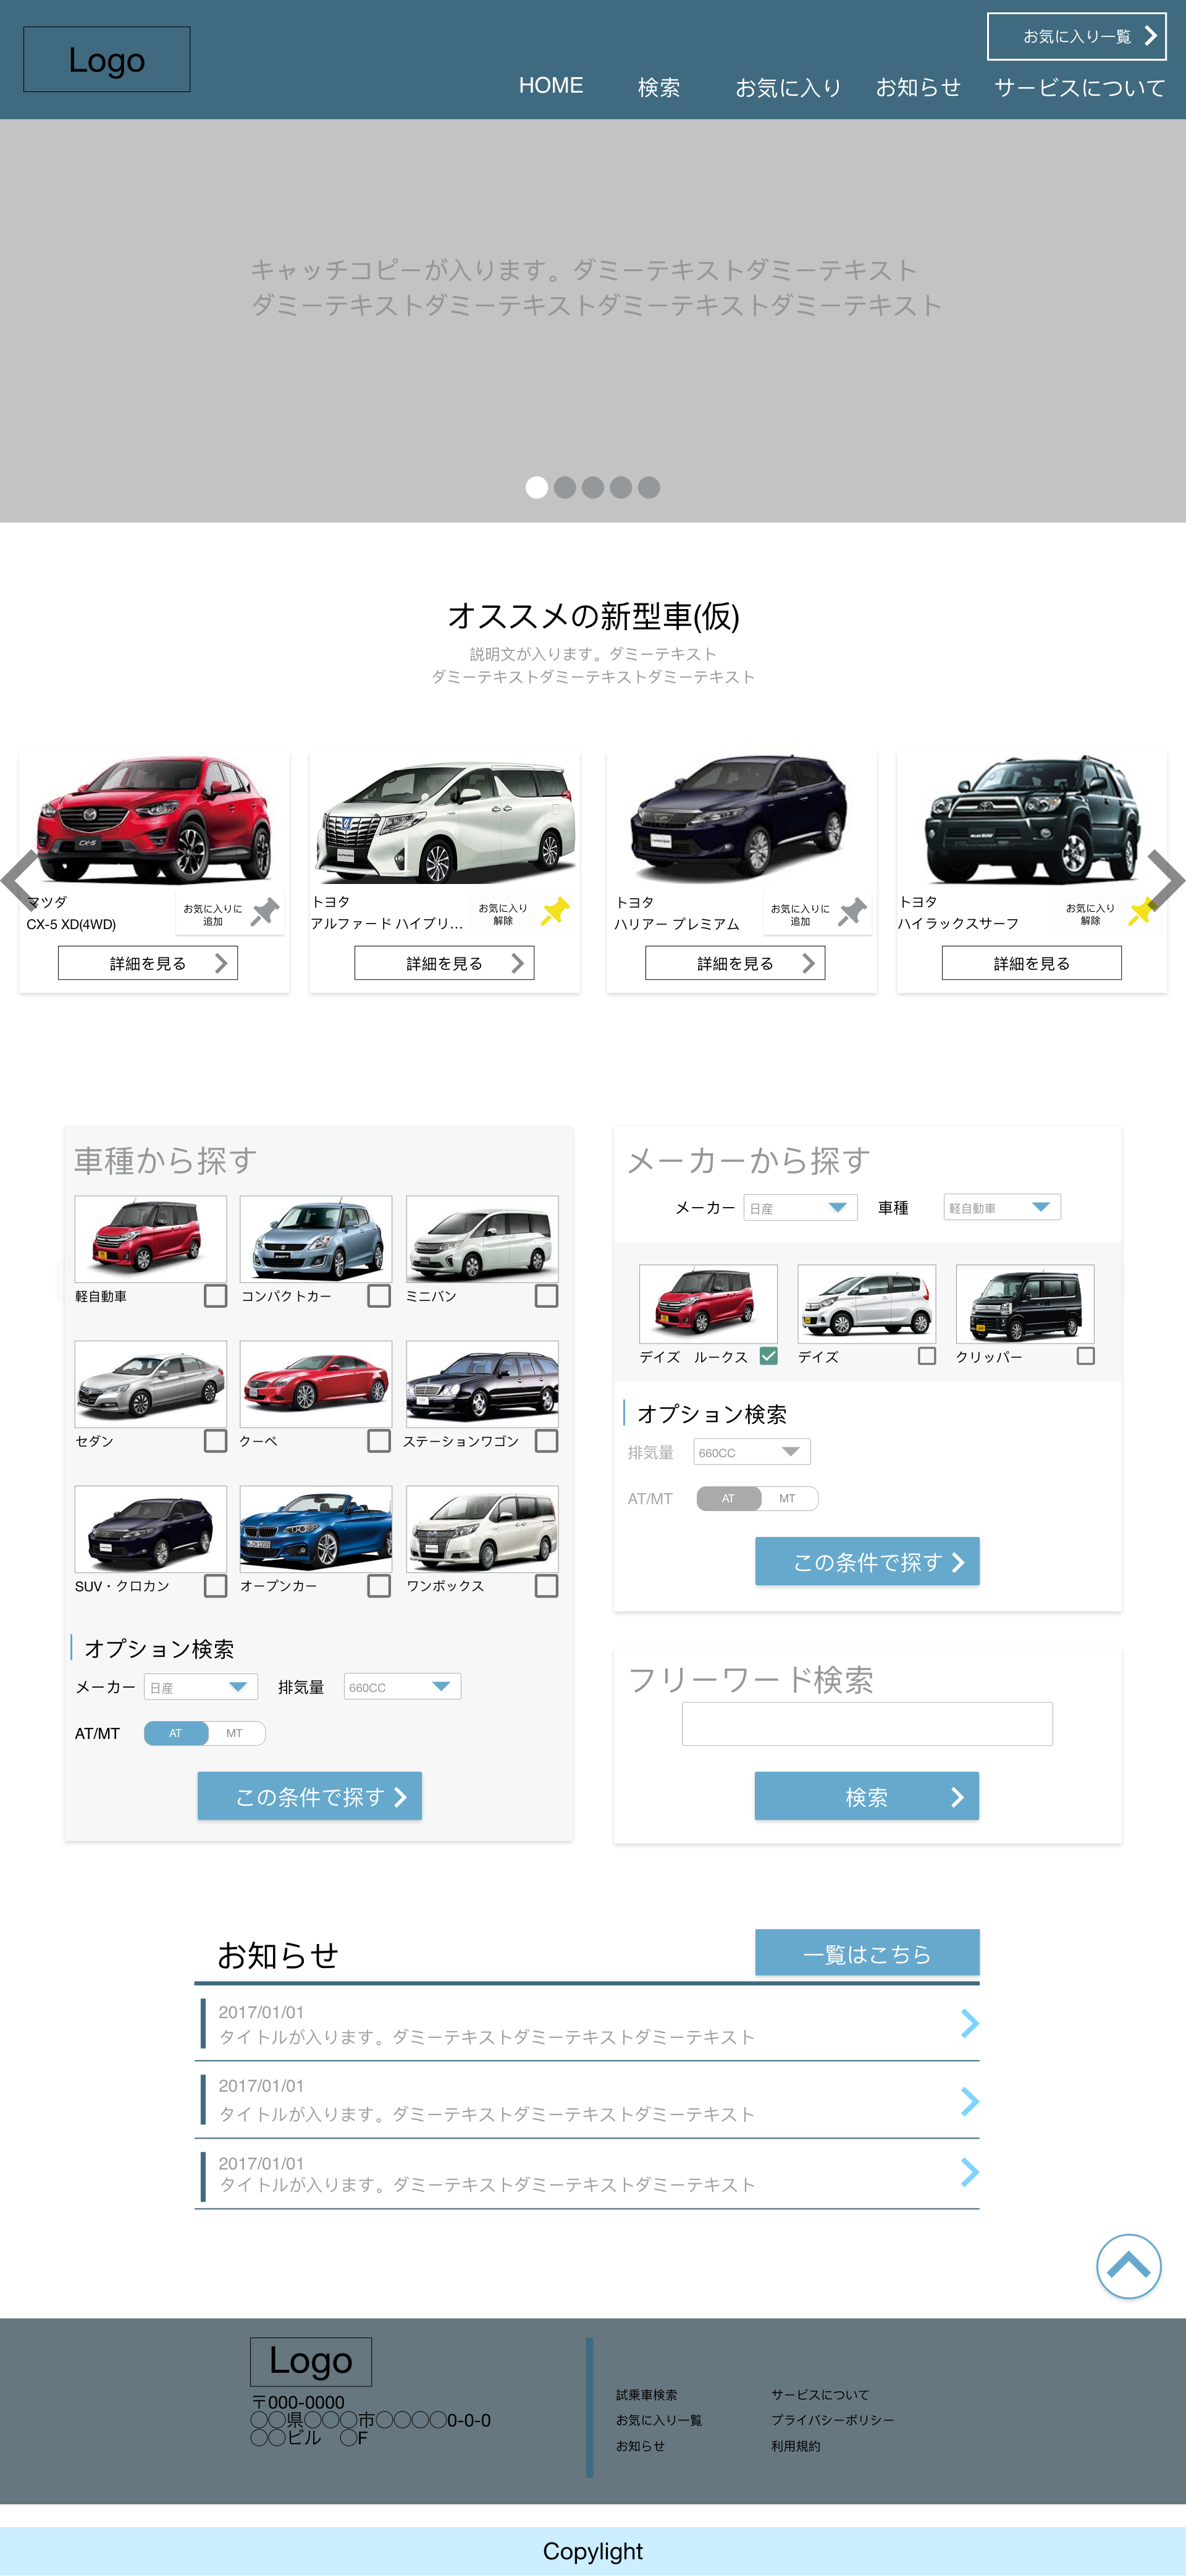 Logo
お気に入り一覧
HOME 検索 お気に入り お知らせ サービスについて
キャッチコピーが入ります。ダミーテキストダミーテキスト
ダミーテキストダミーテキストダミーテキストダミーテキスト
オススメの新型車(仮)
説明文が入ります。ダミーテキスト
ダミーテキストダミーテキストダミーテキスト
マツダ
CX-5 XD(4WD)
お気に入りに
追加
詳細を見る
トヨタ
アルファード ハイブリ...
お気に入り
解除
詳細を見る
トヨタ
ハリアー プレミアム
お気に入りに
追加
詳細を見る
トヨタ
ハイラックスサーフ
お気に入り
解除
詳細を見る
車種から探す
軽自動車 コンパクトカー ミニバン
セダン クーペ ステーションワゴン
SUV・クロカン オープンカー ワンボックス
オプション検索
メーカー 日産 排気量 660CC
AT/MT AT MT
この条件で探す
メーカーから探す
メーカー 日産 車種 軽自動車
デイズ　ルークス デイズ クリッパー
オプション検索
排気量 660CC
AT/MT AT MT
この条件で探す
フリーワード検索
検索
お知らせ
一覧はこちら
2017/01/01
タイトルが入ります。ダミーテキストダミーテキストダミーテキスト
2017/01/01
タイトルが入ります。ダミーテキストダミーテキストダミーテキスト
2017/01/01
タイトルが入ります。ダミーテキストダミーテキストダミーテキスト
Logo
〒000-0000
◯◯県◯◯◯市◯◯◯◯0-0-0
◯◯ビル　◯F
試乗車検索 サービスについて
お気に入り一覧 プライバシーポリシー
お知らせ 利用規約
Copylight